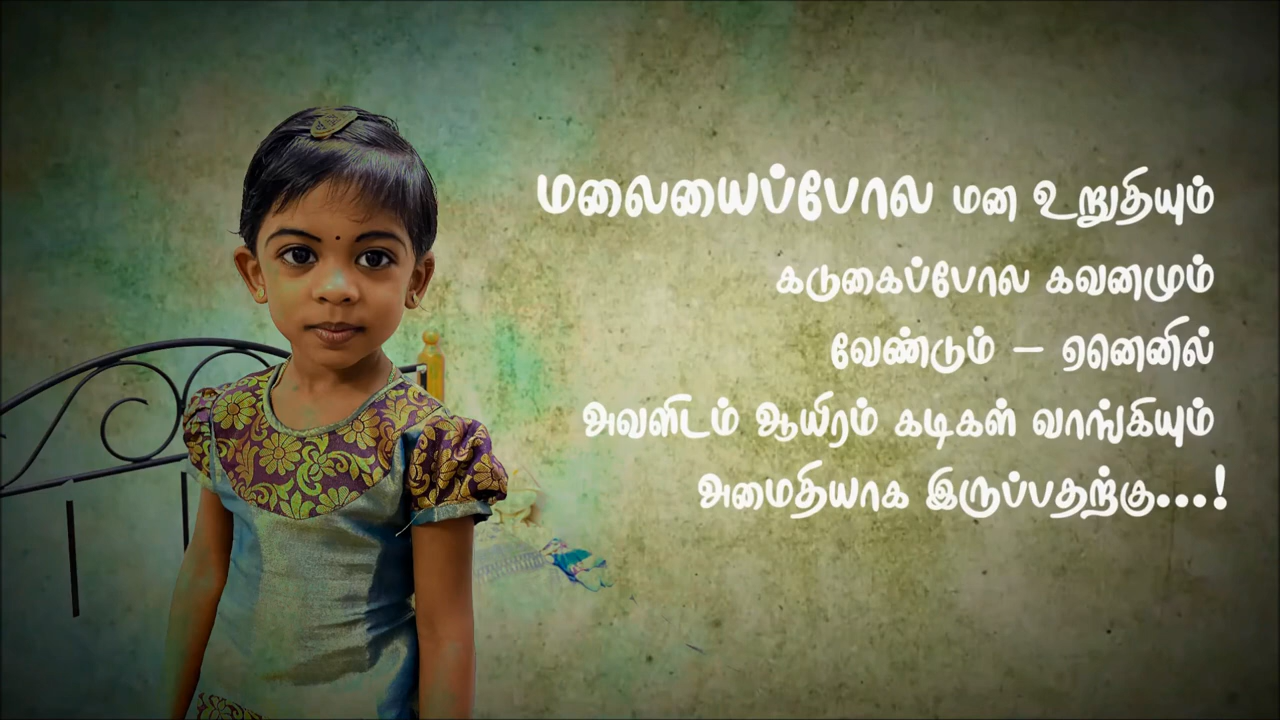 மலையைப்போல மன உறுதியும்
கடுகைப்போல கவனமும்
வேண்டும் – ஏனெனில்
அவளிடம் ஆயிரம் கடிகள் வாங்கியும்
அமைதியாக இருப்பதற்கு...!